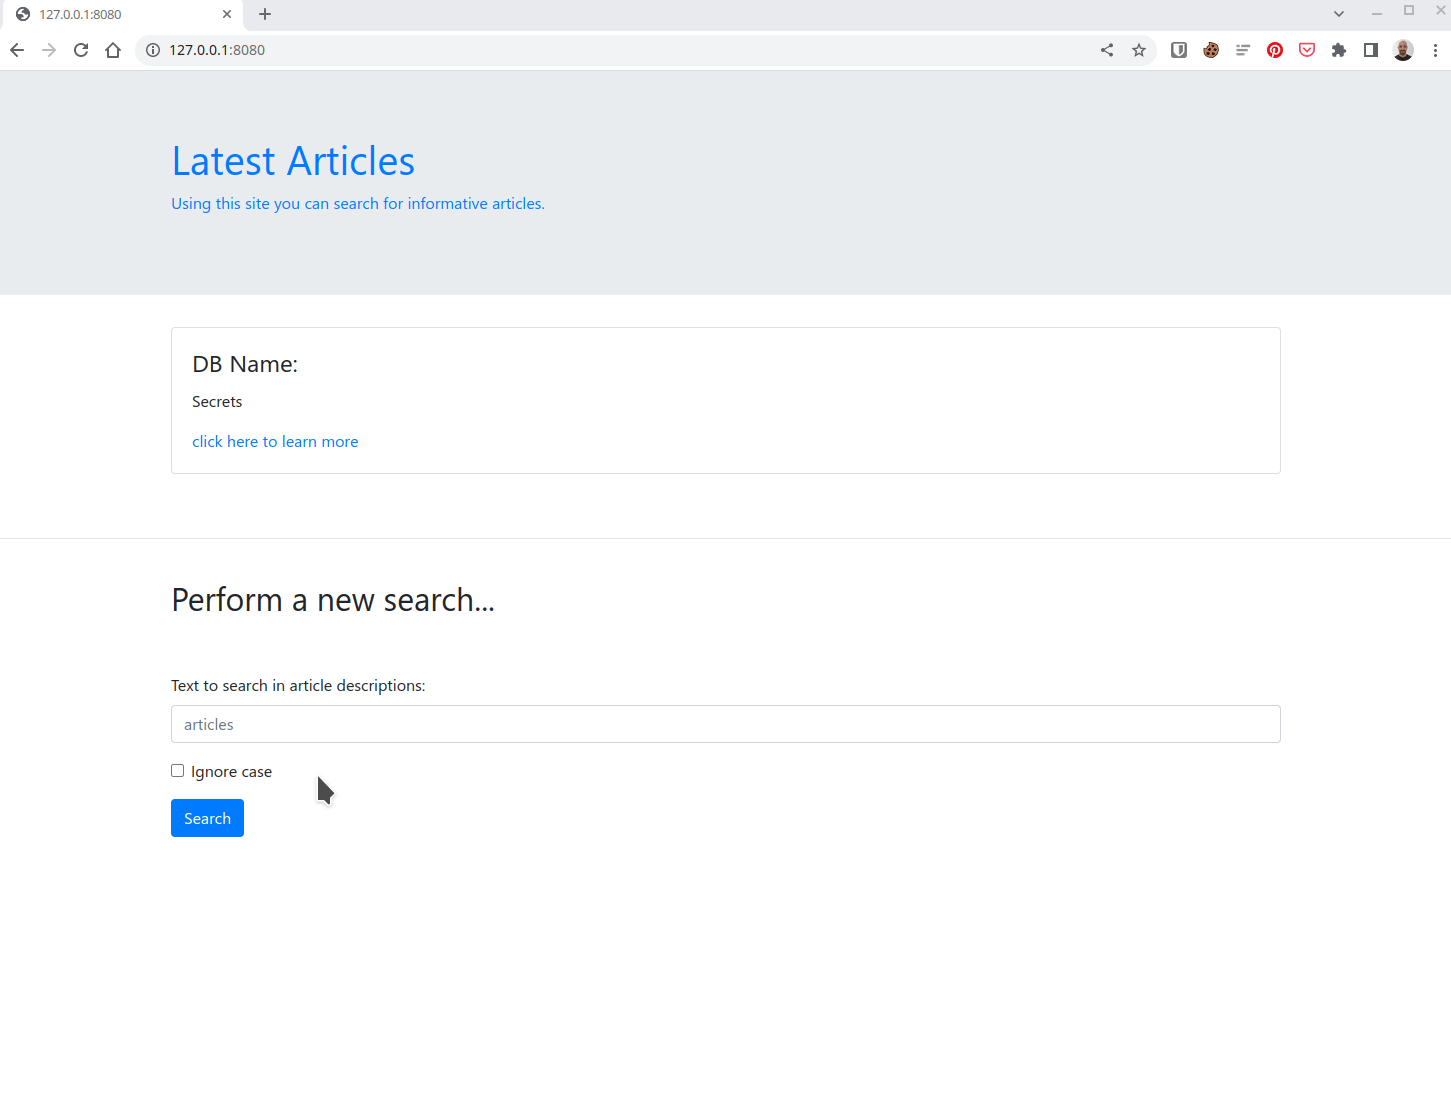 127.0.0.1:8080
127.0.0.1:8080
Latest Articles
Using this site you can search for informative articles.
DB Name:
Secrets
click here to learn more
Perform a new search...
Text to search in article descriptions:
articles
Ignore case
Search